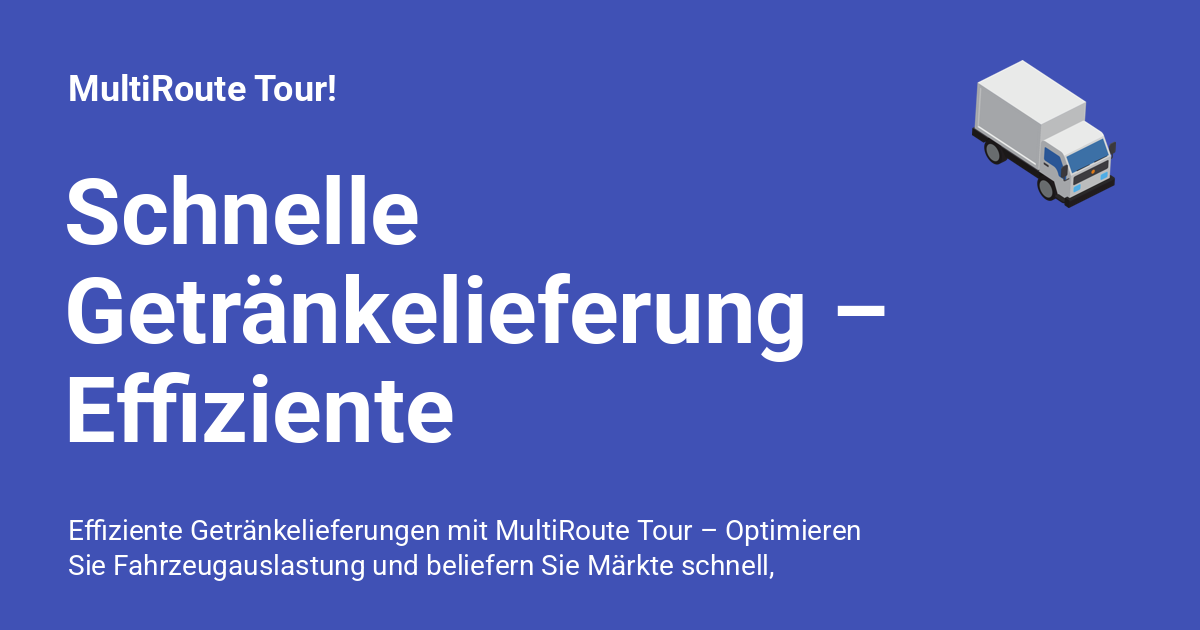 MultiRoute Tour!
Schnelle
Getränkelieferung –
Effiziente
Effiziente Getränkelieferungen mit MultiRoute Tour – Optimieren
Sie Fahrzeugauslastung und beliefern Sie Märkte schnell,